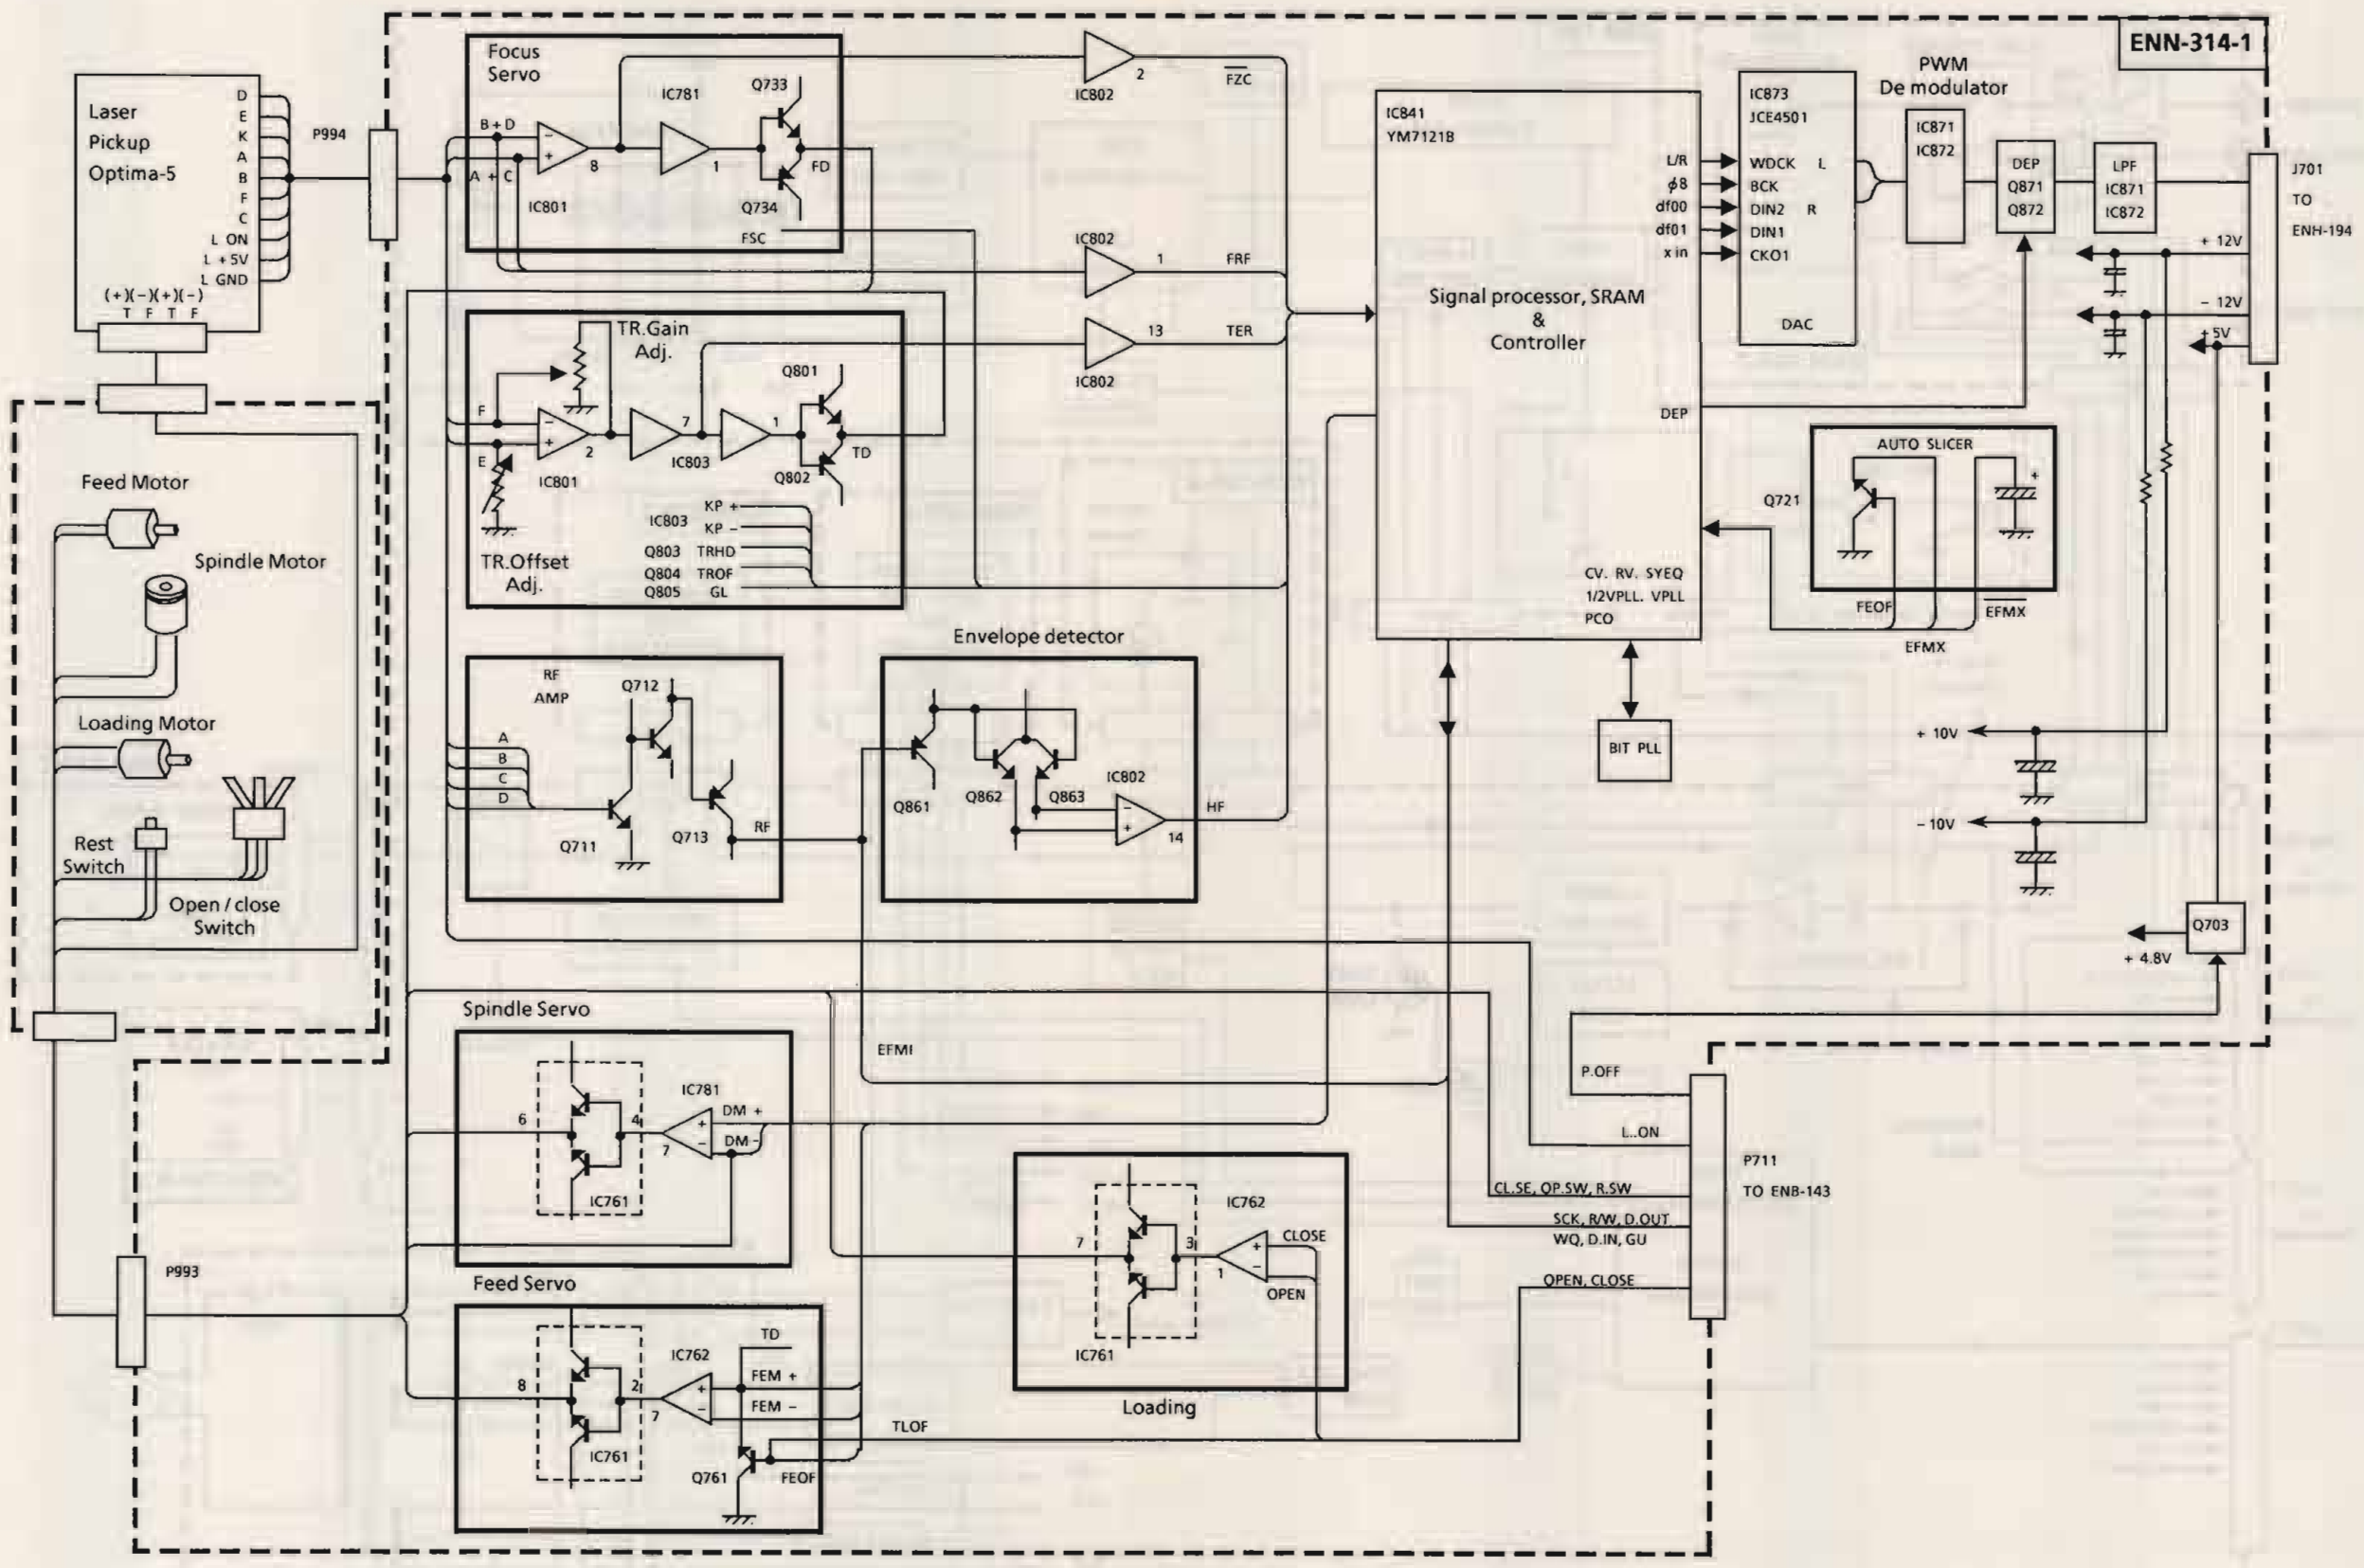 ENN-314-1
Laser
Pickup
Optima-5
D
E
K
A
B
F
C
L ON
L +5V
L GND
(+)(−)(+)(−)
T F T F
P994
Focus
Servo
B+D
A + C
8
IC801
IC781
1
Q733
Q734
FD
FSC
2
IC802
FZC
IC802
1
FRF
13
TER
IC802
TR.Gain
Adj.
F
E
2
IC801
7
IC803
1
Q801
Q802
TD
TR.Offset
Adj.
IC803
KP +
KP −
Q803 TRHD
Q804 TROF
Q805 GL
RF
AMP
Q712
A
B
C
D
Q711
Q713
RF
Envelope detector
Q861
Q862
Q863
IC802
14
HF
IC841
YM7121B
Signal processor, SRAM
&
Controller
L/R
ϕ8
df00
df01
x in
DEP
CV. RV. SYEQ
1/2VPLL. VPLL
PCO
BIT PLL
IC873
JCE4501
WDCK L
BCK
DIN2 R
DIN1
CKO1
DAC
PWM
De modulator
IC871
IC872
DEP
Q871
Q872
LPF
IC871
IC872
J701
TO
ENH-194
+ 12V
− 12V
+ 5V
AUTO SLICER
Q721
+
FEOF
EFMX
EFMX
+ 10V
− 10V
Q703
+ 4.8V
Feed Motor
Spindle Motor
Loading Motor
Rest
Switch
Open / close
Switch
P993
Spindle Servo
6
IC761
4
IC781
7
DM +
DM −
EFMI
Feed Servo
8
IC761
2
IC762
7
TD
FEM +
FEM −
Q761
FEOF
TLOF
7
IC761
3
IC762
1
CLOSE
OPEN
Loading
P.OFF
L..ON
CL.SE, OP.SW, R.SW
SCK, R/W, D.OUT
WQ, D.IN, GU
OPEN, CLOSE
P711
TO ENB-143